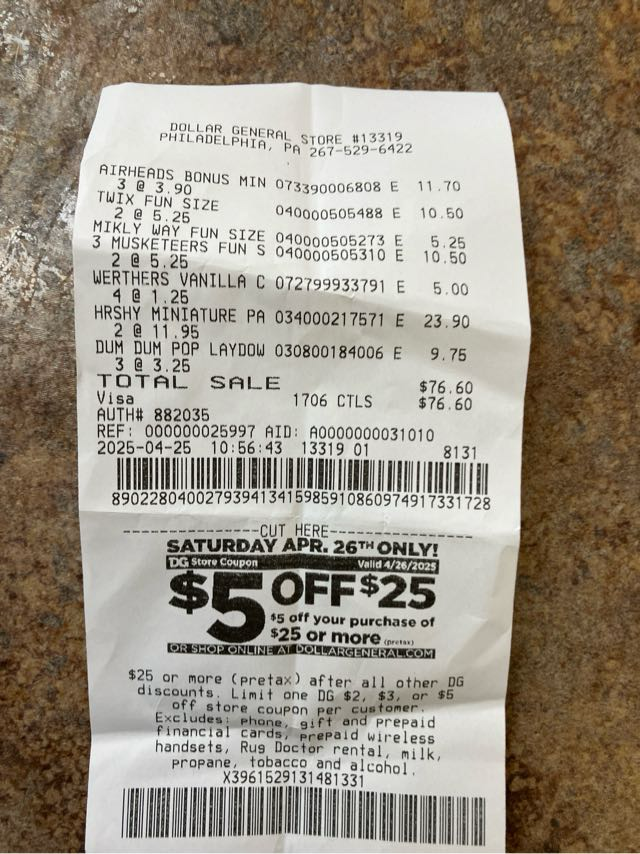 DOLLAR GENERAL STORE #13319
PHILADELPHIA, PA 267-529-6422
AIRHEADS BONUS MIN 073390006808 E 11.70
3 @ 3.90
TWIX FUN SIZE 040000505488 E 10.50
2 @ 5.25
MIKLY WAY FUN SIZE 040000505273 E 5.25
3 MUSKETEERS FUN S 040000505310 E 10.50
2 @ 5.25
WERTHERS VANILLA C 072799933791 E 5.00
4 @ 1.25
HRSHY MINIATURE PA 034000217571 E 23.90
2 @ 11.95
DUM DUM POP LAYDOW 030800184006 E 9.75
3 @ 3.25
TOTAL SALE $76.60
Visa 1706 CTLS $76.60
AUTH# 882035
REF: 000000025997 AID: A0000000031010
2025-04-25 10:56:43 13319 01 8131
89022804002793941341598591086097491733​1728
CUT HERE
SATURDAY APR. 26TH ONLY!
DG Store Coupon Valid 4/26/2025
$5 OFF $25
$5 off your purchase of
$25 or more (pretax)
OR SHOP ONLINE AT DOLLARGENERAL.COM
$25 or more (pretax) after all other DG
discounts. Limit one DG $2, $3, or $5
off store coupon per customer.
Excludes: phone, gift and prepaid
financial cards, prepaid wireless
handsets, Rug Doctor rental, milk,
propane, tobacco and alcohol.
X3961529131481331